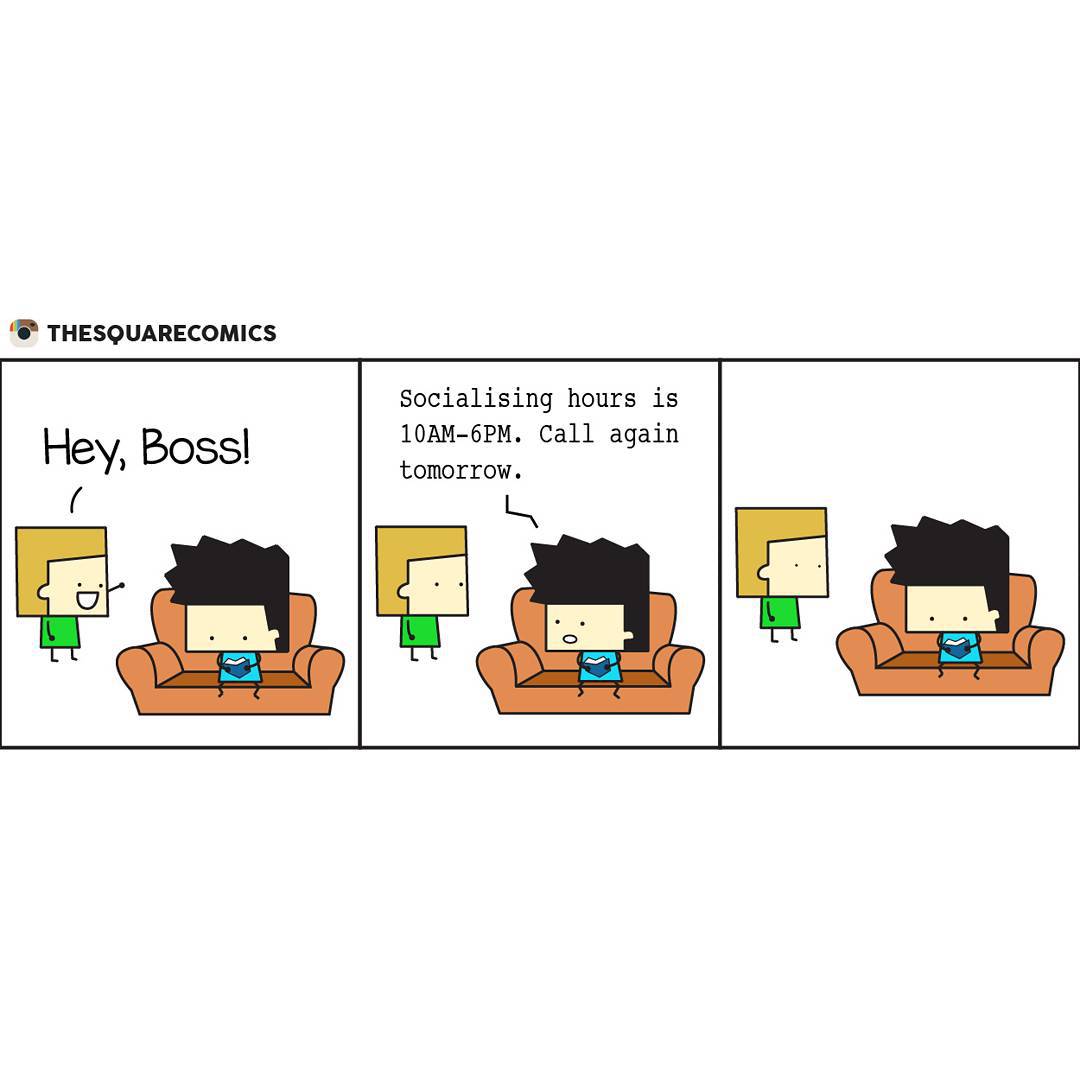 THESQUARECOMICS
Hey, Boss!
Socialising hours is
10AM-6PM. Call again
tomorrow.